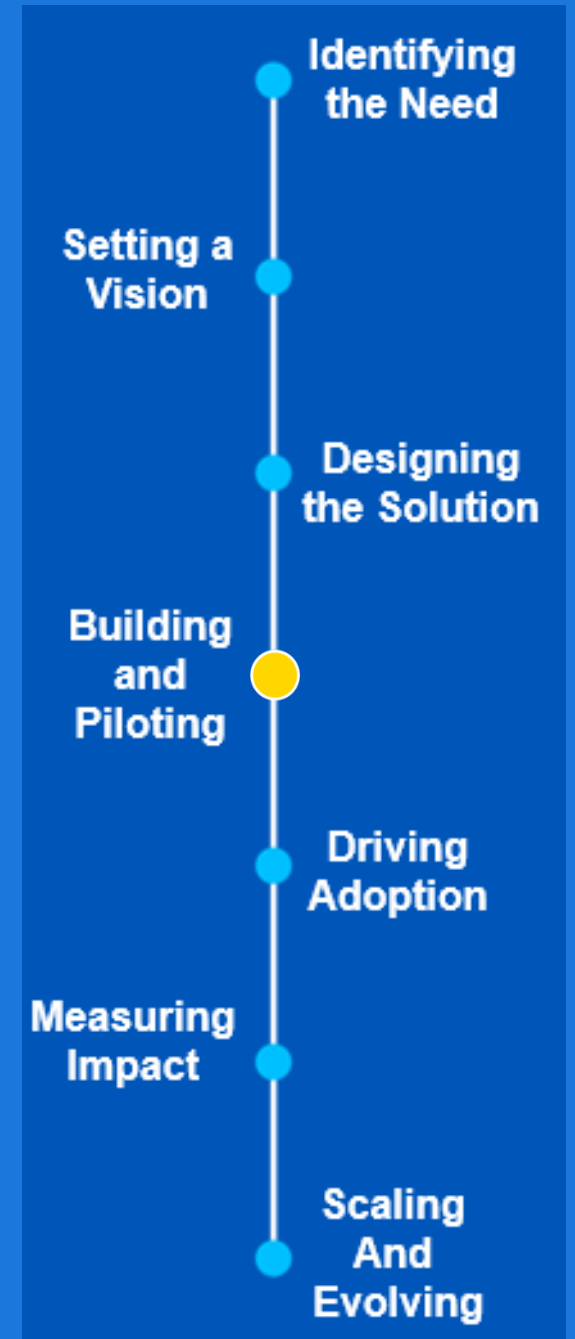 Identifying
the Need
Setting a
Vision
Designing
the Solution
Building
and
Piloting
Driving
Adoption
Measuring
Impact
Scaling
And
Evolving